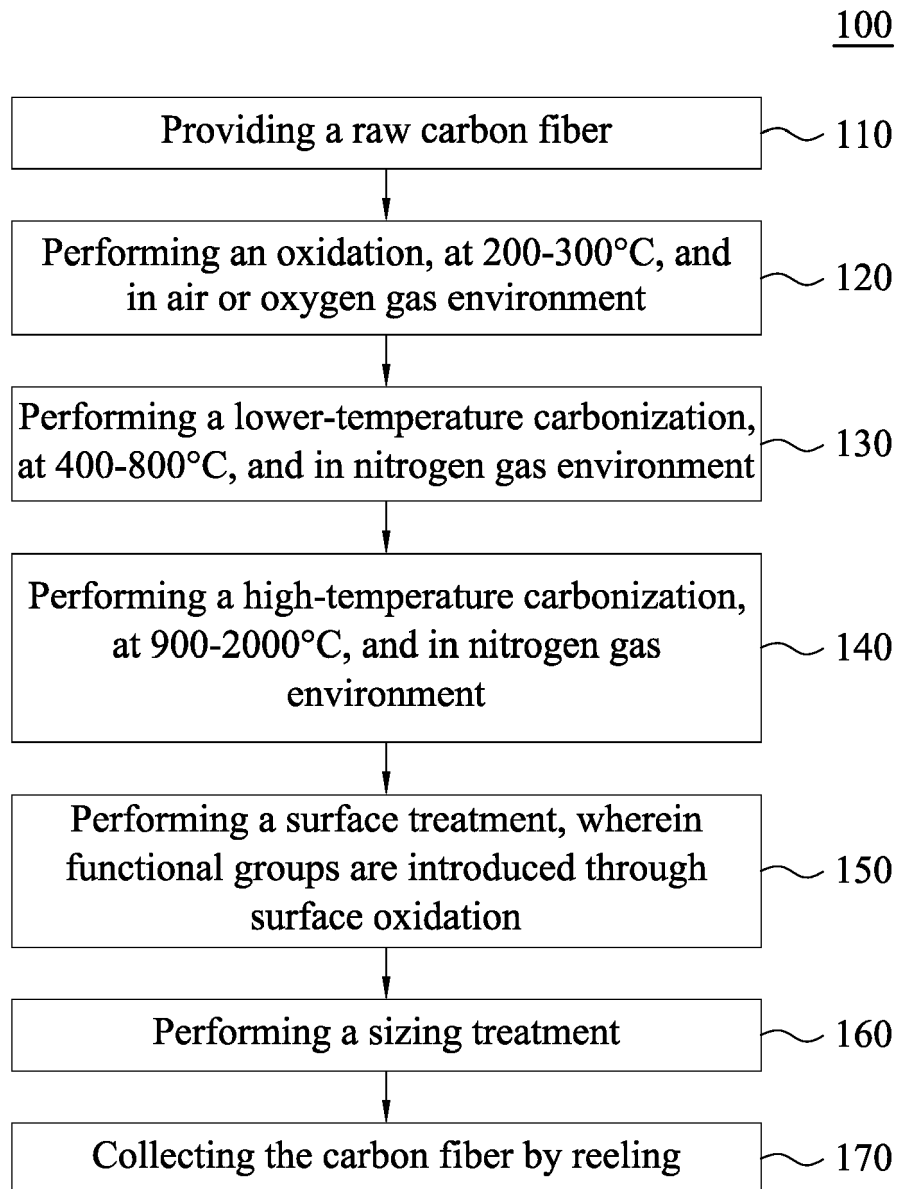 100
Providing a raw carbon fiber
110
Performing an oxidation, at 200-300°C, and
in air or oxygen gas environment
120
Performing a lower-temperature carbonization,
at 400-800°C, and in nitrogen gas environment
130
Performing a high-temperature carbonization,
at 900-2000°C, and in nitrogen gas
environment
140
Performing a surface treatment, wherein
functional groups are introduced through
surface oxidation
150
Performing a sizing treatment
160
Collecting the carbon fiber by reeling
170